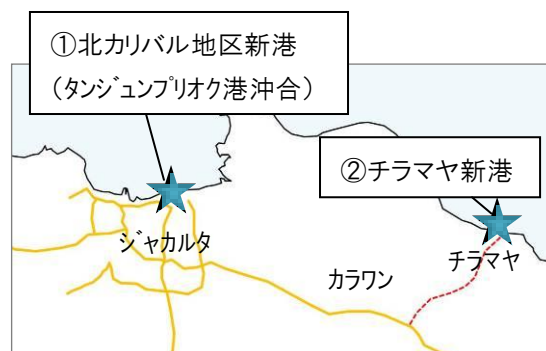 ①北カリバル地区新港
（タンジュンプリオク港沖合）
②チラマヤ新港
ジャカルタ
チラマヤ
カラワン